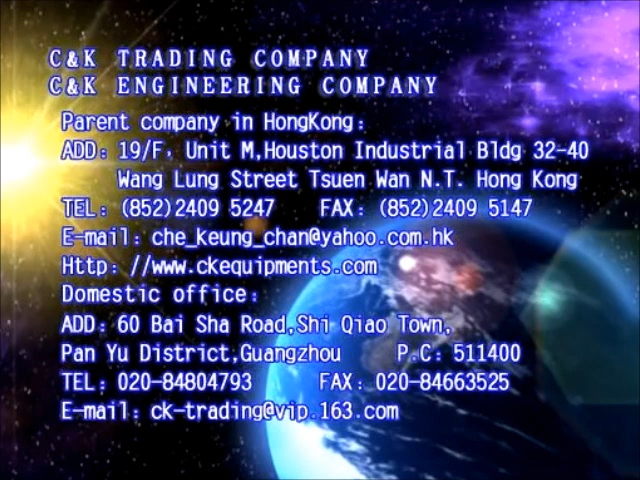 C&K TRADING COMPANY
C&K ENGINEERING COMPANY
Parent company in HongKong:
ADD: 19/F, Unit M,Houston Industrial Bldg 32-40
Wang Lung Street Tsuen Wan N.T. Hong Kong
TEL: (852)2409 5247 FAX: (852)2409 5147
E-mail: che_keung_chan@yahoo.com.hk
Http: //www.ckequipments.com
Domestic office:
ADD: 60 Bai Sha Road,Shi Qiao Town,
Pan Yu District,Guangzhou P.C: 511400
TEL: 020-84804793 FAX: 020-84663525
E-mail: ck-trading@vip.163.com